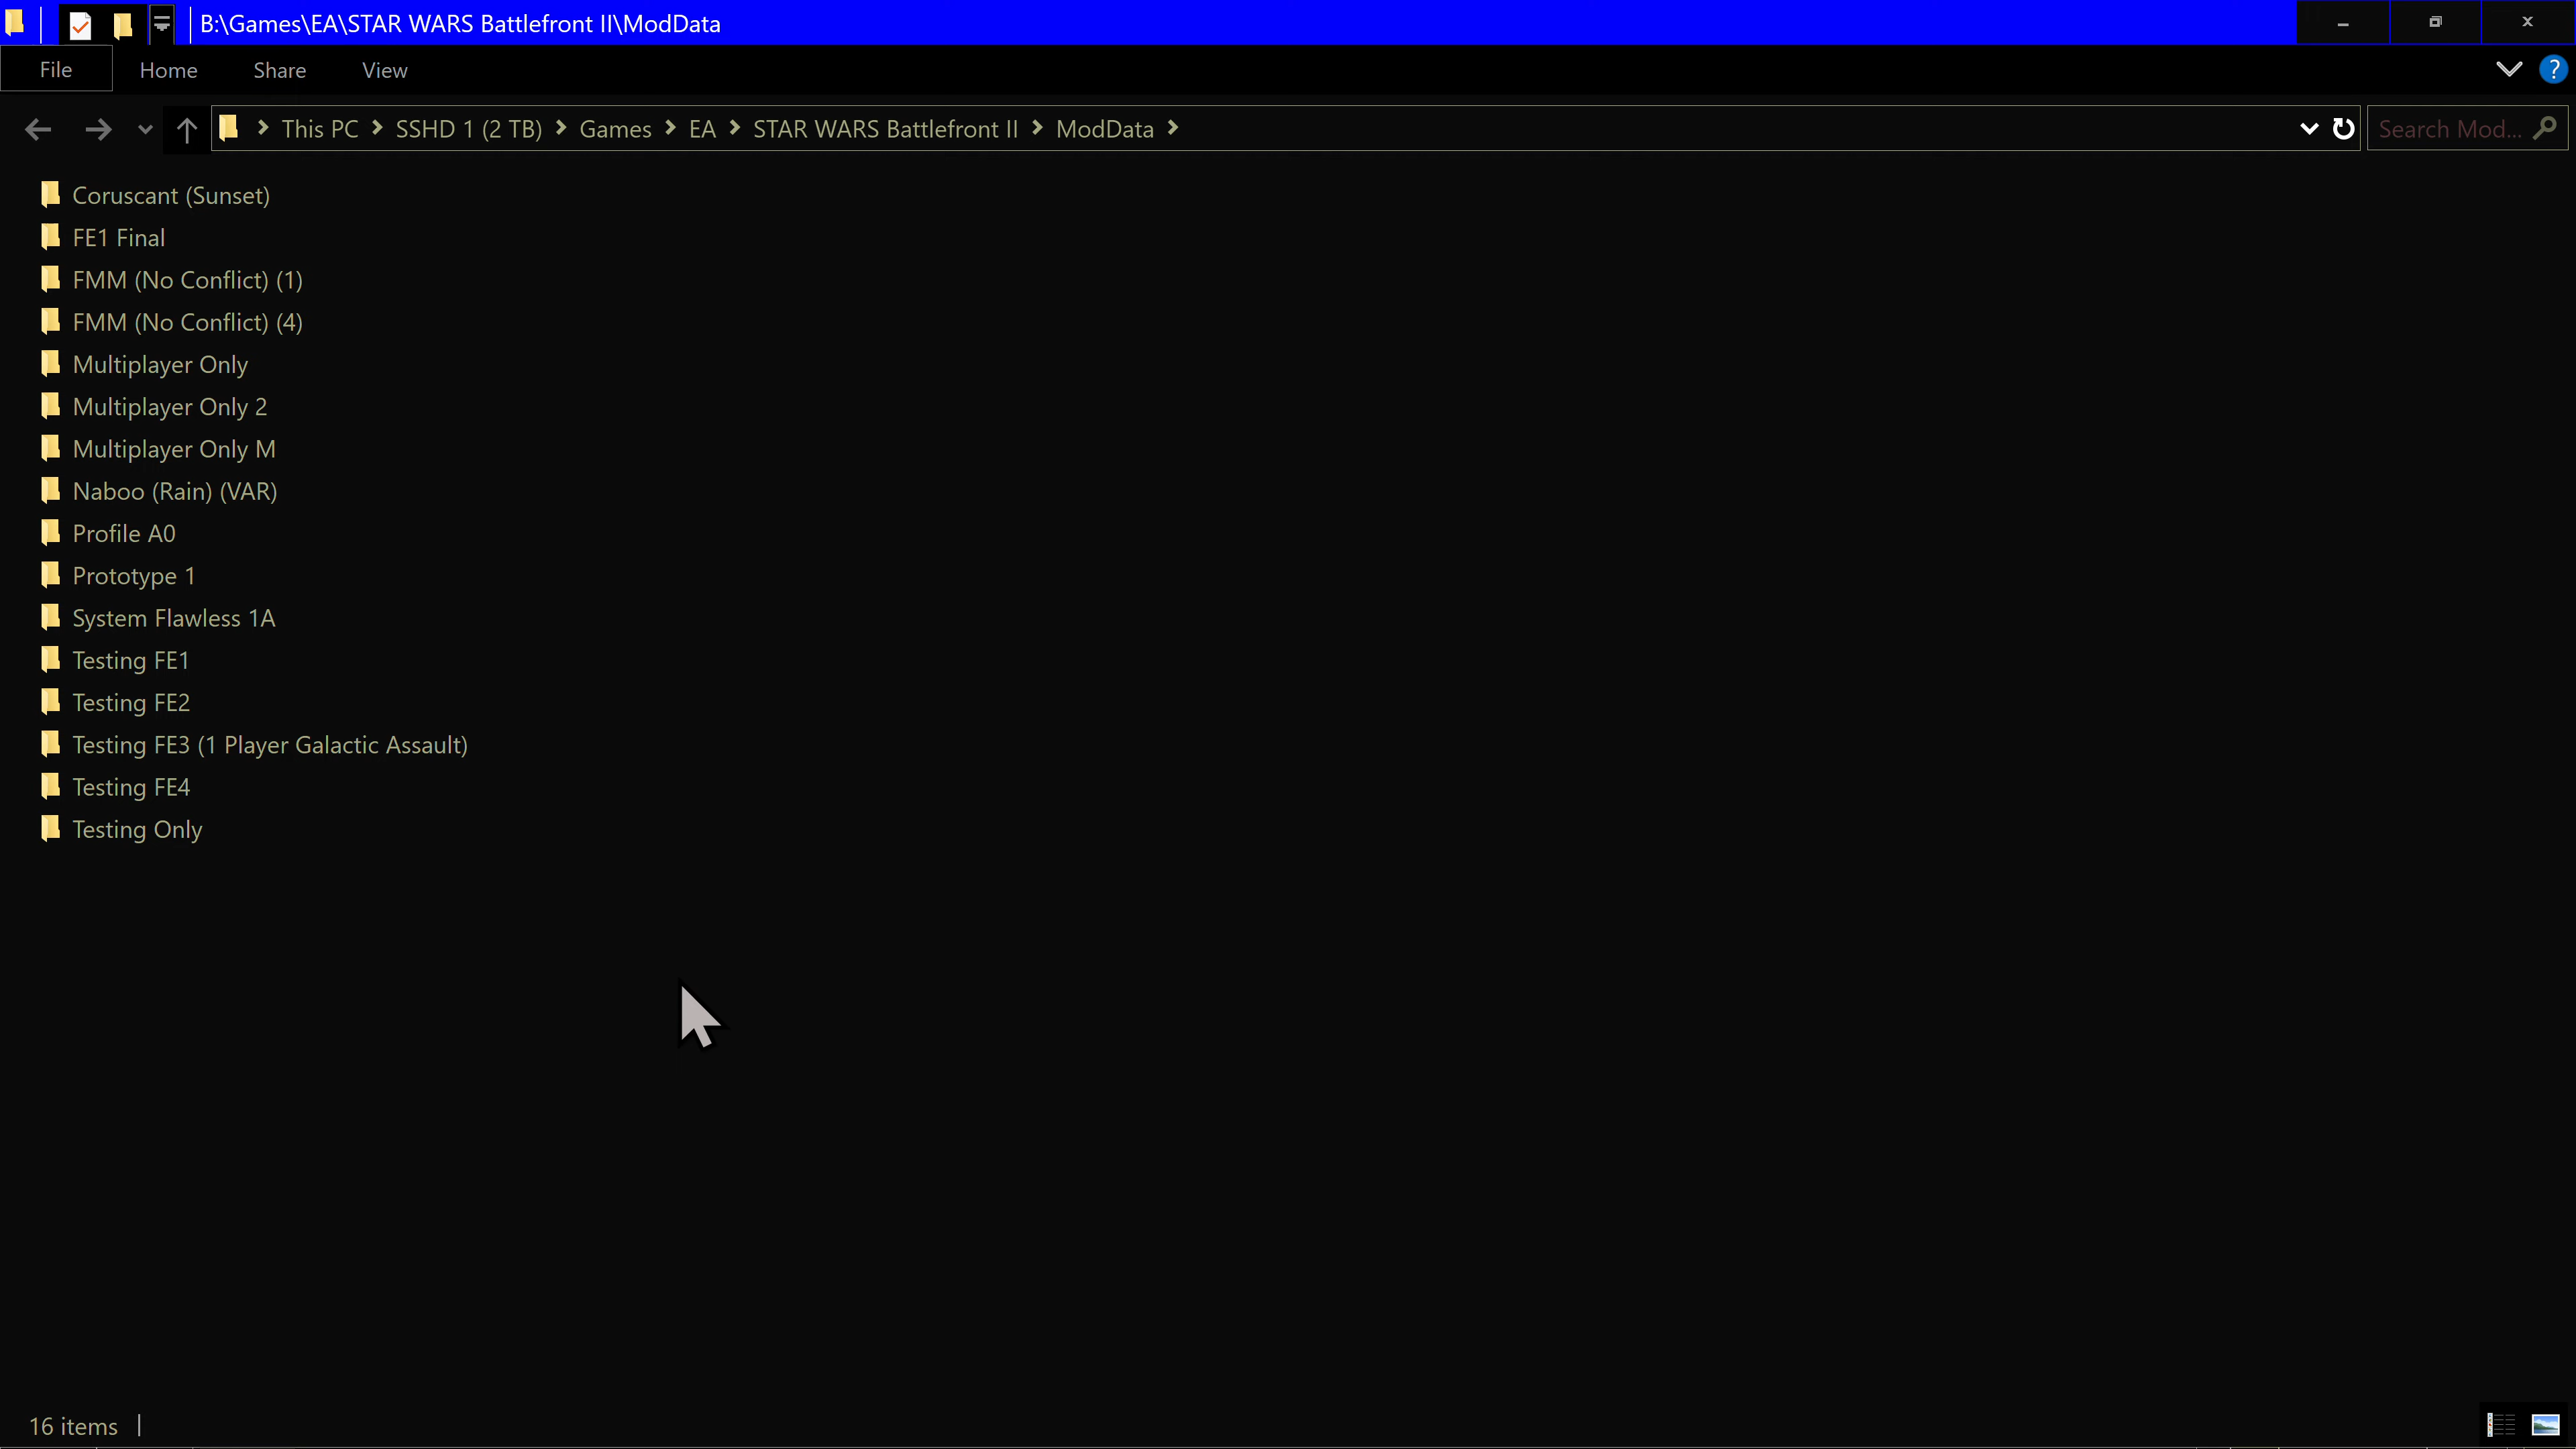 B:\Games\EA\STAR WARS Battlefront II\ModData
File Home Share View
This PC > SSHD 1 (2 TB) > Games > EA > STAR WARS Battlefront II > ModData >
Search Mod...
Coruscant (Sunset)
FE1 Final
FMM (No Conflict) (1)
FMM (No Conflict) (4)
Multiplayer Only
Multiplayer Only 2
Multiplayer Only M
Naboo (Rain) (VAR)
Profile A0
Prototype 1
System Flawless 1A
Testing FE1
Testing FE2
Testing FE3 (1 Player Galactic Assault)
Testing FE4
Testing Only
16 items